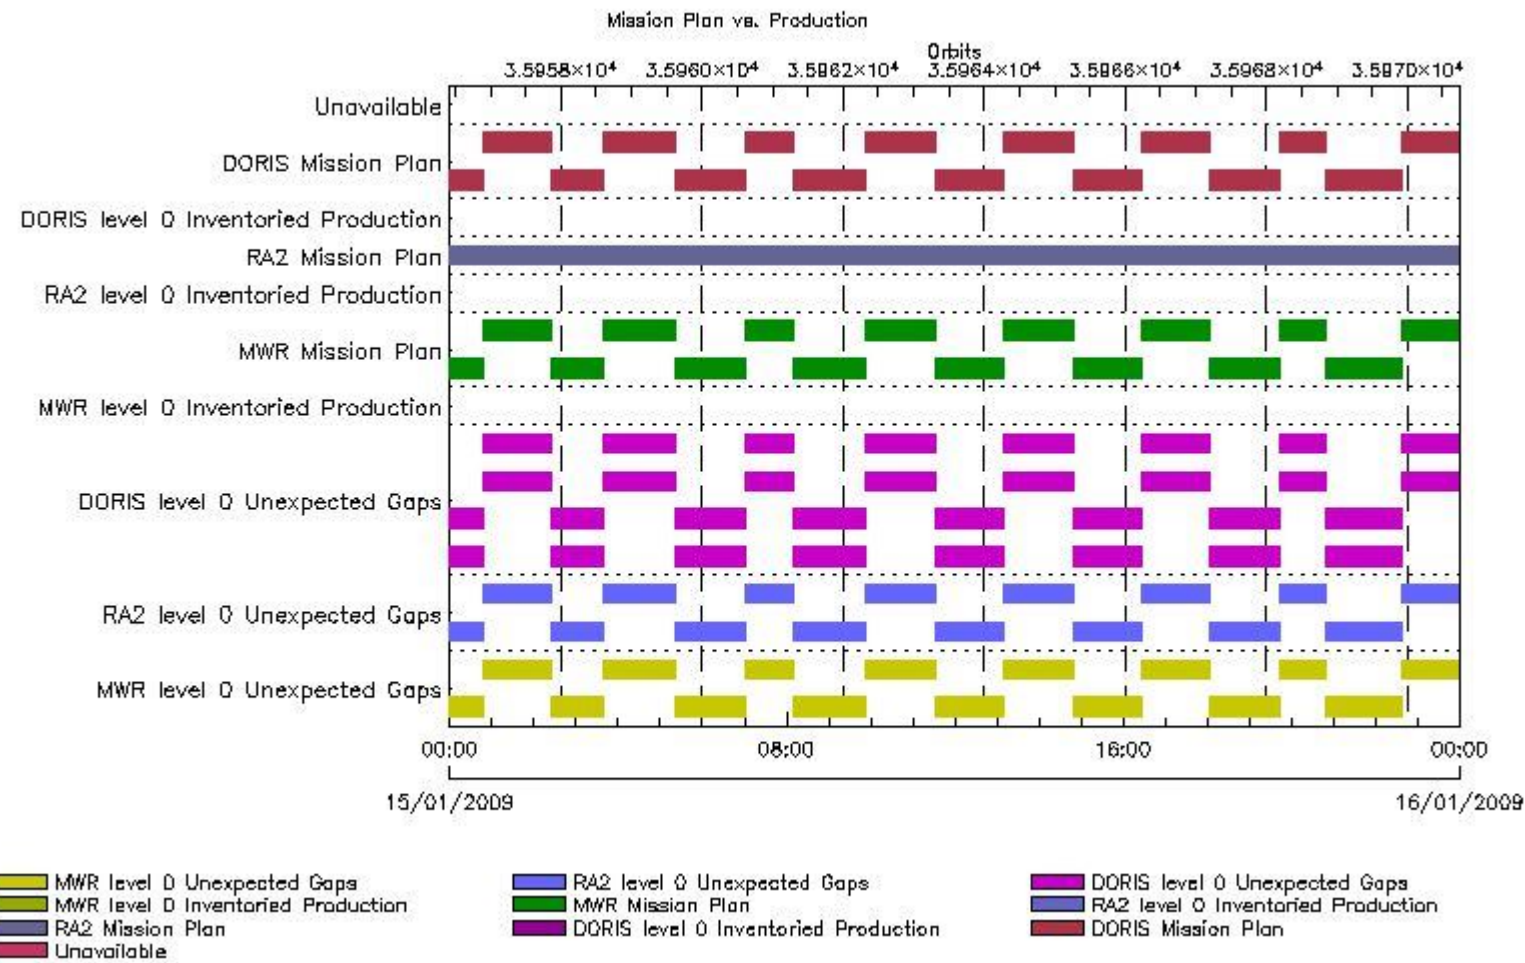 Mission Plan vs. Production
Orbits
3.5958×10⁴ 3.5960×10⁴ 3.5962×10⁴ 3.5964×10⁴ 3.5966×10⁴ 3.5968×10⁴ 3.5970×10⁴
Unavailable
DORIS Mission Plan
DORIS level 0 Inventoried Production
RA2 Mission Plan
RA2 level 0 Inventoried Production
MWR Mission Plan
MWR level 0 Inventoried Production
DORIS level 0 Unexpected Gaps
RA2 level 0 Unexpected Gaps
MWR level 0 Unexpected Gaps
00:00 08:00 16:00 00:00
15/01/2009 16/01/2009
MWR level 0 Unexpected Gaps RA2 level 0 Unexpected Gaps DORIS level 0 Unexpected Gaps
MWR level 0 Inventoried Production MWR Mission Plan RA2 level 0 Inventoried Production
RA2 Mission Plan DORIS level 0 Inventoried Production DORIS Mission Plan
Unavailable